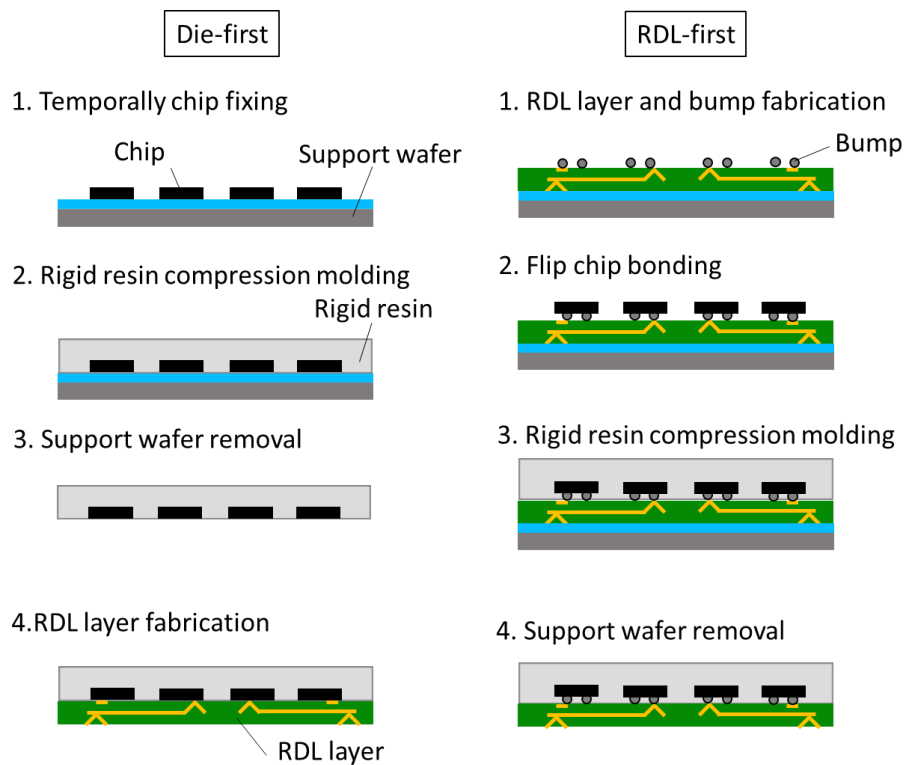 Die-first
1. Temporally chip fixing
Chip
Support wafer
2. Rigid resin compression molding
Rigid resin
3. Support wafer removal
4.RDL layer fabrication
RDL layer
RDL-first
1. RDL layer and bump fabrication
Bump
2. Flip chip bonding
3. Rigid resin compression molding
4. Support wafer removal